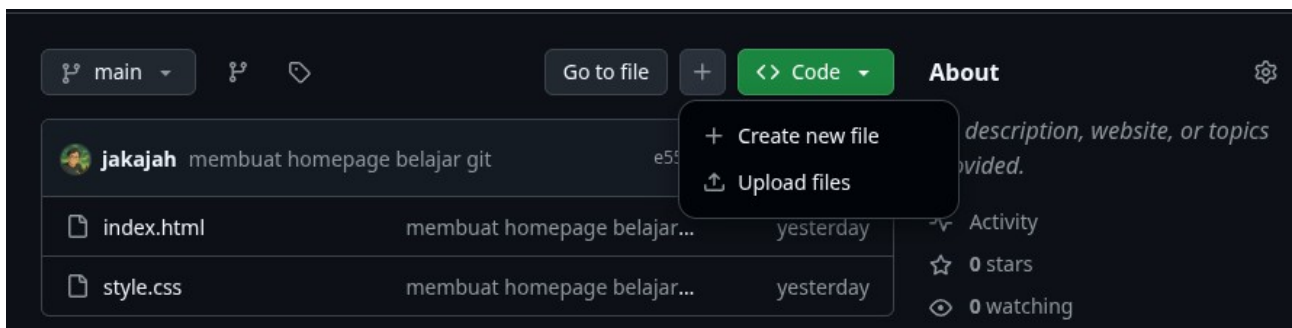 main
Go to file
Code
About
Create new file
Upload files
description, website, or topics
jakajah membuat homepage belajar git
index.html membuat homepage belajar... yesterday
style.css membuat homepage belajar... yesterday
Activity
0 stars
0 watching